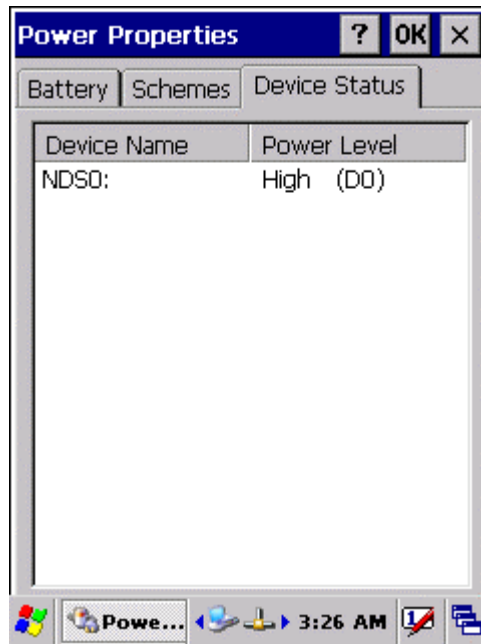 Power Properties ? OK ×
Battery Schemes Device Status
Device Name Power Level
NDS0: High (D0)
Powe... 3:26 AM